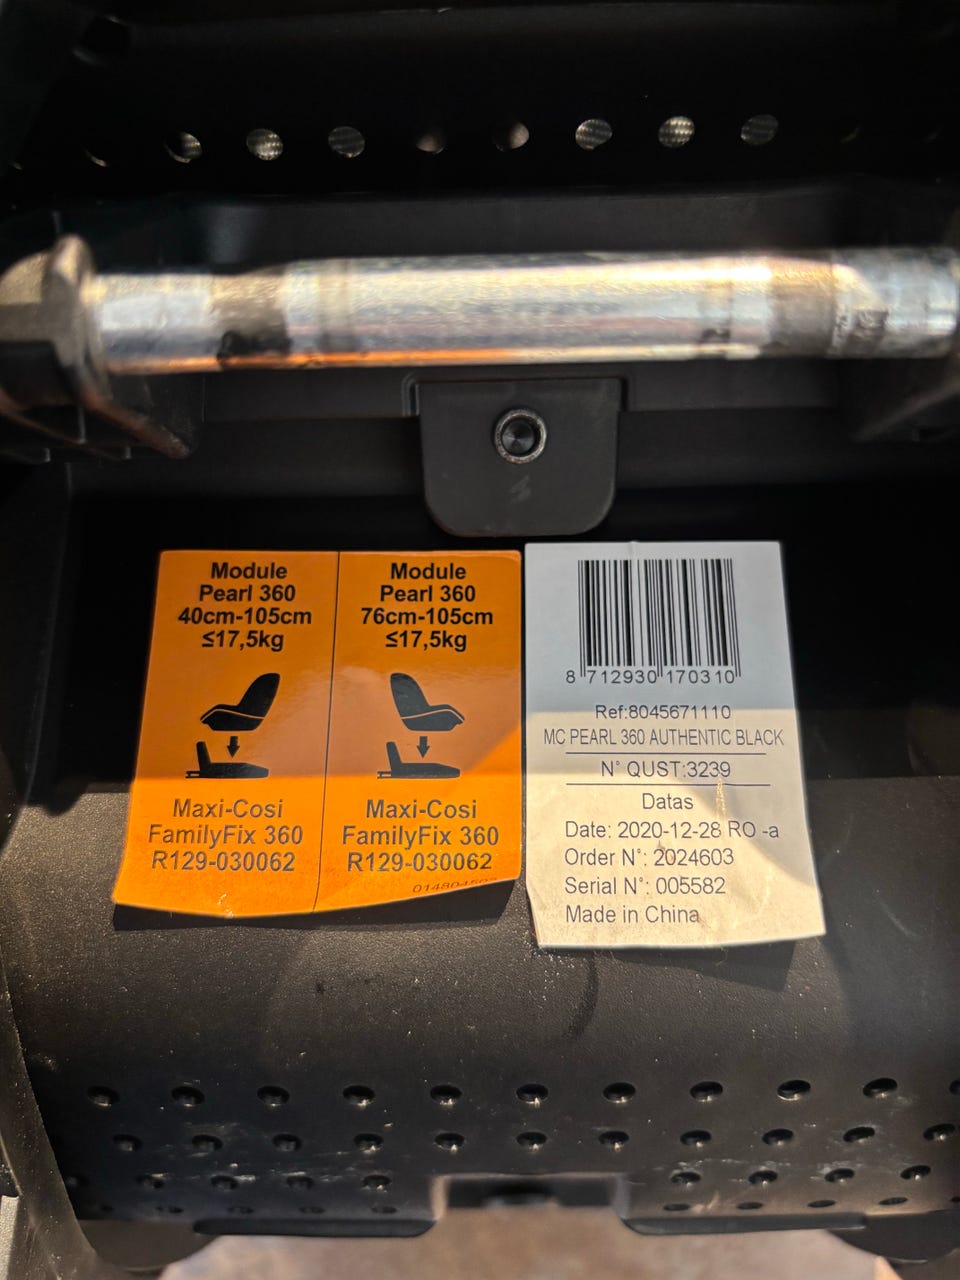 Module
Pearl 360
40cm-105cm
≤17,5kg
Maxi-Cosi
FamilyFix 360
R129-030062
Module
Pearl 360
76cm-105cm
≤17,5kg
Maxi-Cosi
FamilyFix 360
R129-030062
8 712930 170310
Ref:8045671110
MC PEARL 360 AUTHENTIC BLACK
N° QUST:3239
Datas
Date: 2020-12-28 RO -a
Order N°: 2024603
Serial N°: 005582
Made in China